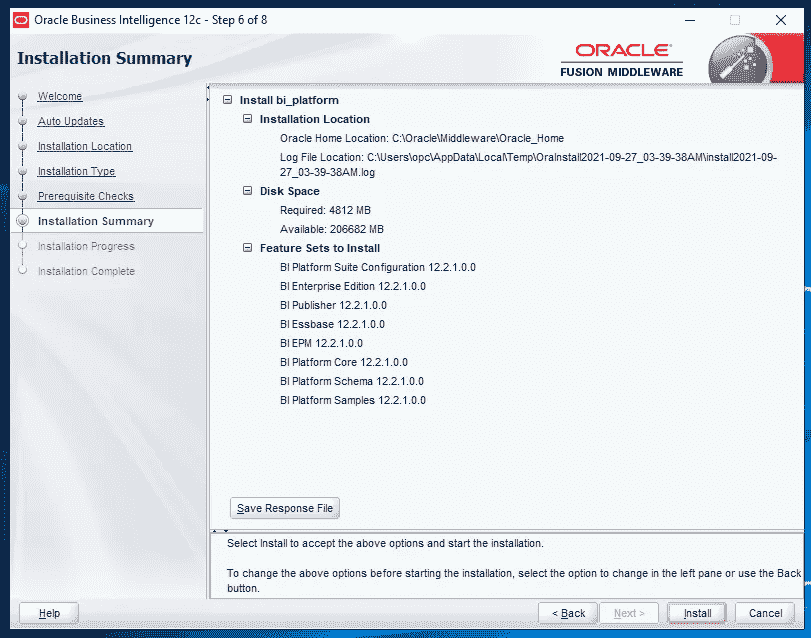 Oracle Business Intelligence 12c - Step 6 of 8
Installation Summary
ORACLE
FUSION MIDDLEWARE
Welcome
Auto Updates
Installation Location
Installation Type
Prerequisite Checks
Installation Summary
Installation Progress
Installation Complete
Install bi_platform
Installation Location
Oracle Home Location: C:\Oracle\Middleware\Oracle_Home
Log File Location: C:\Users\opc\AppData\Local\Temp\OraInstall2021-09-27_03-39-38AM\install2021-09-
27_03-39-38AM.log
Disk Space
Required: 4812 MB
Available: 206682 MB
Feature Sets to Install
BI Platform Suite Configuration 12.2.1.0.0
BI Enterprise Edition 12.2.1.0.0
BI Publisher 12.2.1.0.0
BI Essbase 12.2.1.0.0
BI EPM 12.2.1.0.0
BI Platform Core 12.2.1.0.0
BI Platform Schema 12.2.1.0.0
BI Platform Samples 12.2.1.0.0
Save Response File
Select Install to accept the above options and start the installation.
To change the above options before starting the installation, select the option to change in the left pane or use the Back
button.
Help
< Back
Next >
Install
Cancel